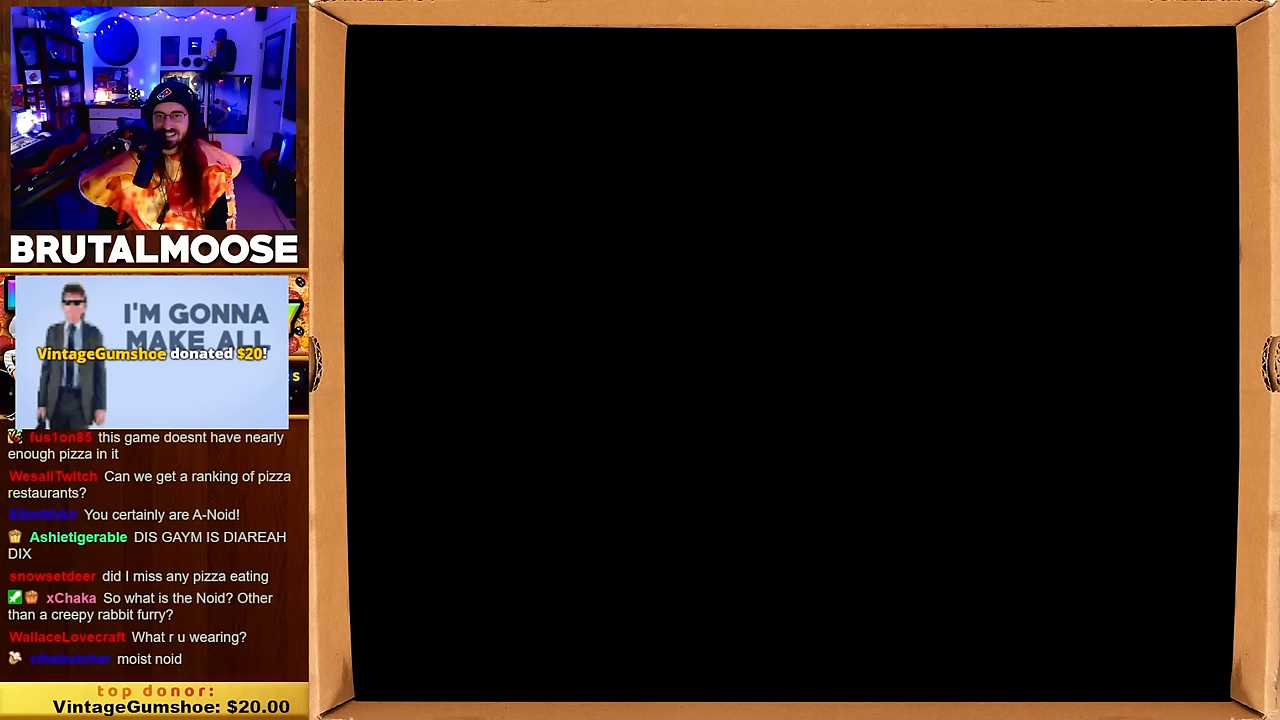 BRUTALMOOSE
I'M GONNA
MAKE ALL
VintageGumshoe donated $20!
S
fus1on85 this game doesnt have nearly
enough pizza in it
WesallTwitch Can we get a ranking of pizza
restaurants?
ESmithAir You certainly are A-Noid!
Ashletigerable DIS GAYM IS DIAREAH
DIX
snowsetdeer did I miss any pizza eating
xChaka So what is the Noid? Other
than a creepy rabbit furry?
WallaceLovecraft What r u wearing?
cthebutcher moist noid
top donor:
VintageGumshoe: $20.00